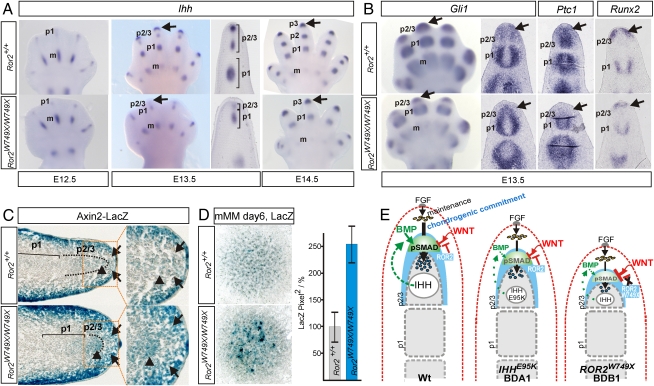 A
Ihh
Ror2+/+
Ror2W749X/W749X
p1
m
p2/3
p1
m
p2/3
p1
p3
p2
p1
m
p1
m
p2/3
p1
m
p2/3
p1
p3
p1
m
E12.5
E13.5
E14.5
B
Gli1
Ptc1
Runx2
Ror2+/+
Ror2W749X/W749X
p2/3
p1
m
p2/3
p1
p2/3
p1
p2/3
p1
p2/3
p1
m
p2/3
p1
p2/3
p1
p2/3
p1
E13.5
C
Axin2-LacZ
Ror2+/+
Ror2W749X/W749X
p1
p2/3
p1
p2/3
D
mMM day6, LacZ
Ror2+/+
Ror2W749X/W749X
LacZ Pixel2 / %
250
200
150
100
50
Ror2+/+
Ror2W749X/W749X
E
FGF
maintenance
chondrogenic commitment
BMP
WNT
pSMAD
ROR2
IHH
p2/3
p1
Wt
FGF
BMP
WNT
pSMAD
ROR2
IHH
E95K
p2/3
p1
IHHE95K
BDA1
FGF
BMP
WNT
pSMAD
ROR2
IHH
p2/3
p1
ROR2W749X
BDB1